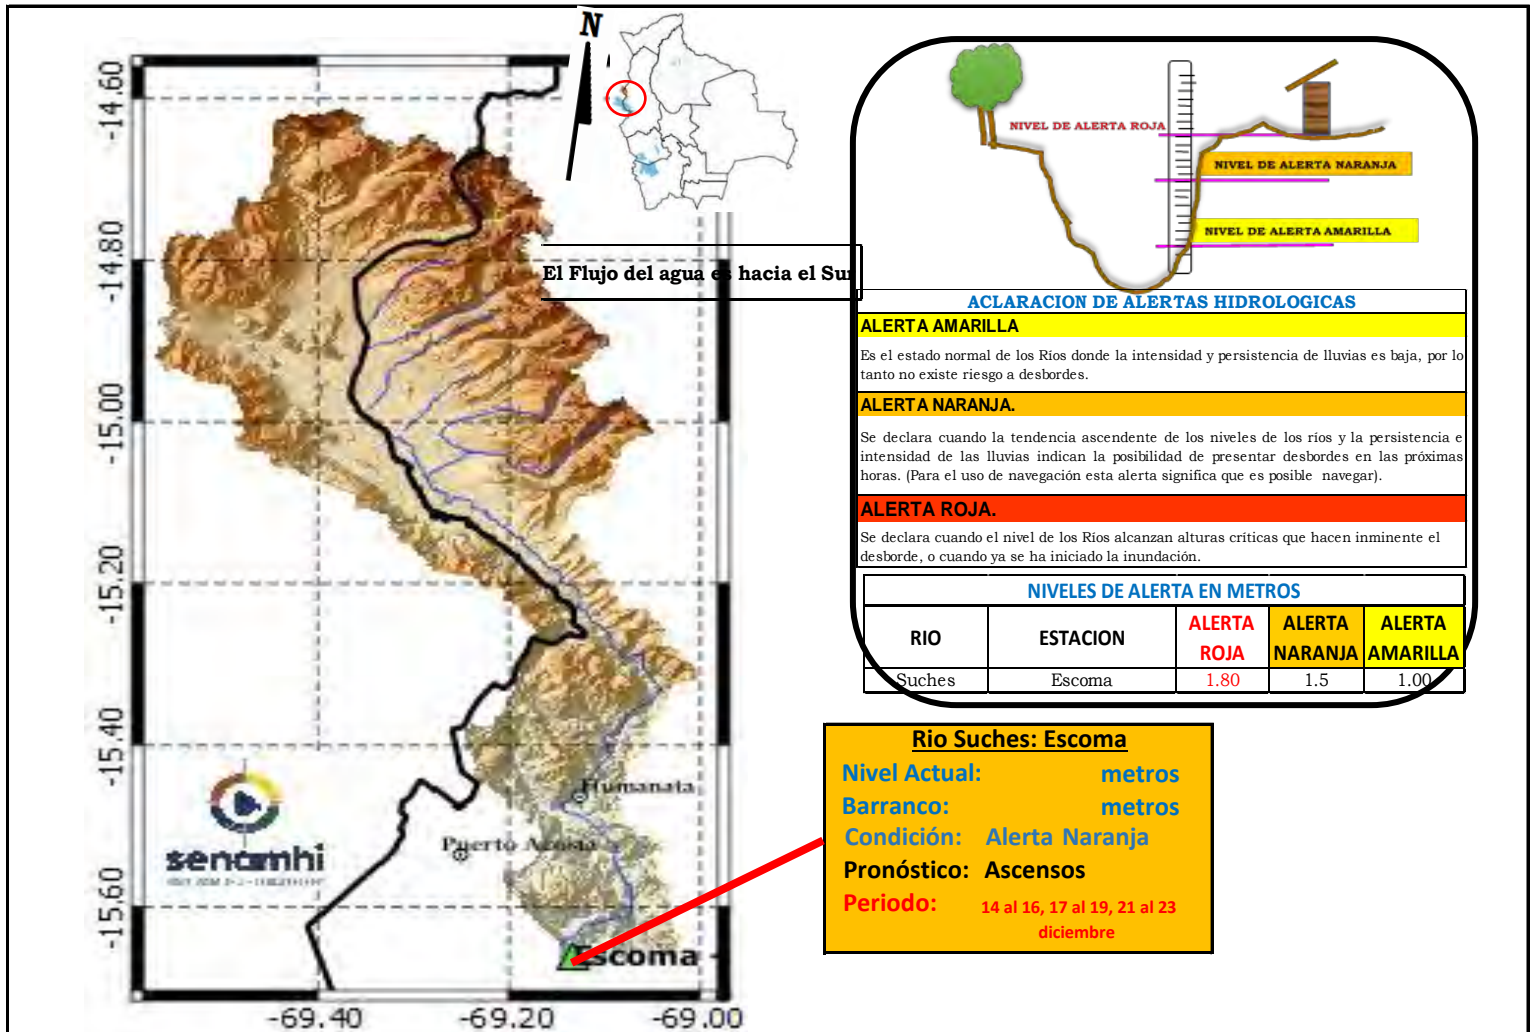 N
-14.60
-14.80
-15.00
-15.20
-15.40
-15.60
-69.40
-69.20
-69.00
El Flujo del agua es hacia el Sur
Humanata
Puerto Acosta
Escoma
senamhi
NIVEL DE ALERTA ROJA
NIVEL DE ALERTA NARANJA
NIVEL DE ALERTA AMARILLA
ACLARACION DE ALERTAS HIDROLOGICAS
ALERTA AMARILLA
Es el estado normal de los Ríos donde la intensidad y persistencia de lluvias es baja, por lo
tanto no existe riesgo a desbordes.
ALERTA NARANJA.
Se declara cuando la tendencia ascendente de los niveles de los ríos y la persistencia e
intensidad de las lluvias indican la posibilidad de presentar desbordes en las próximas
horas. (Para el uso de navegación esta alerta significa que es posible navegar).
ALERTA ROJA.
Se declara cuando el nivel de los Ríos alcanzan alturas críticas que hacen inminente el
desborde, o cuando ya se ha iniciado la inundación.
NIVELES DE ALERTA EN METROS
RIO ESTACION ALERTA ROJA ALERTA NARANJA ALERTA AMARILLA
Suches Escoma 1.80 1.5 1.00
Rio Suches: Escoma
Nivel Actual: metros
Barranco: metros
Condición: Alerta Naranja
Pronóstico: Ascensos
Periodo: 14 al 16, 17 al 19, 21 al 23
diciembre